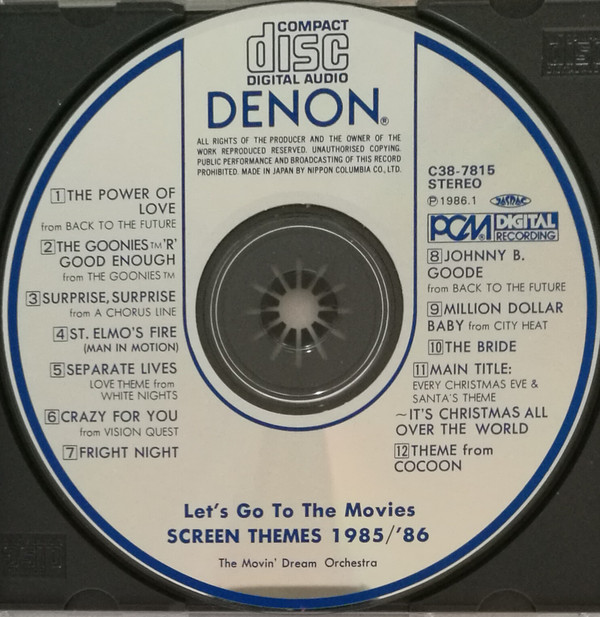 COMPACT
disc
DIGITAL AUDIO
DENON®
ALL RIGHTS OF THE PRODUCER AND THE OWNER OF THE
WORK REPRODUCED RESERVED. UNAUTHORISED COPYING,
PUBLIC PERFORMANCE AND BROADCASTING OF THIS RECORD
PROHIBITED. MADE IN JAPAN BY NIPPON COLUMBIA CO., LTD.
C38-7815
STEREO
Ⓟ1986.1 JASRAC
PCM DIGITAL
RECORDING
1 THE POWER OF
LOVE
from BACK TO THE FUTURE
2 THE GOONIES™ 'R'
GOOD ENOUGH
from THE GOONIES™
3 SURPRISE, SURPRISE
from A CHORUS LINE
4 ST. ELMO'S FIRE
(MAN IN MOTION)
5 SEPARATE LIVES
LOVE THEME from
WHITE NIGHTS
6 CRAZY FOR YOU
from VISION QUEST
7 FRIGHT NIGHT
8 JOHNNY B.
GOODE
from BACK TO THE FUTURE
9 MILLION DOLLAR
BABY from CITY HEAT
10 THE BRIDE
11 MAIN TITLE:
EVERY CHRISTMAS EVE &
SANTA'S THEME
~IT'S CHRISTMAS ALL
OVER THE WORLD
12 THEME from
COCOON
Let's Go To The Movies
SCREEN THEMES 1985/'86
The Movin' Dream Orchestra